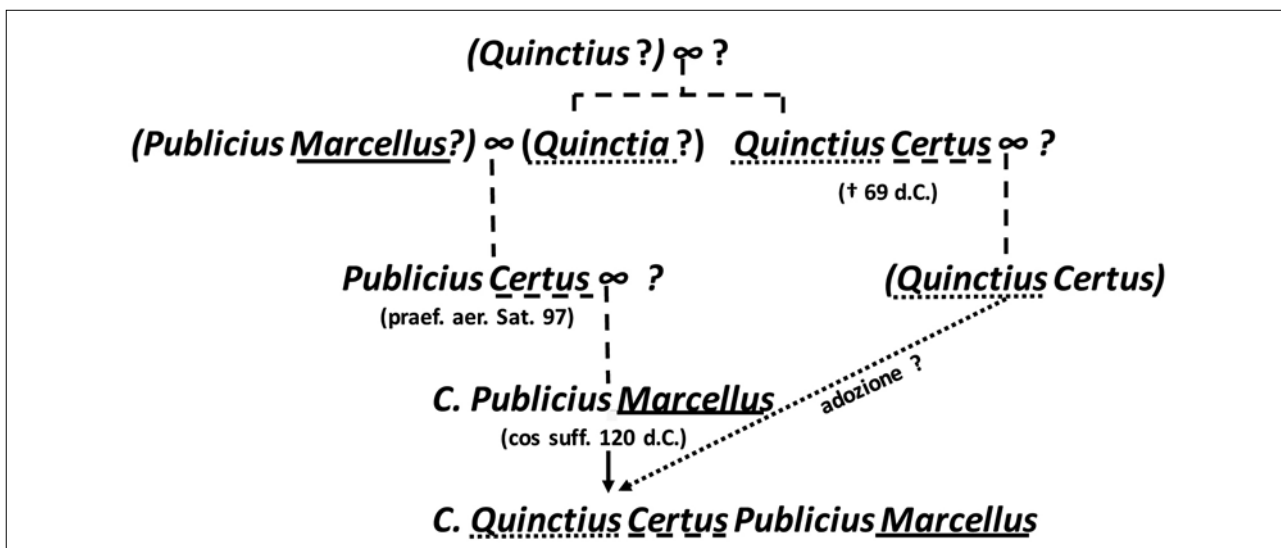 (Quinctius ?) ∞ ?
(Publicius Marcellus?) ∞ (Quinctia ?) Quinctius Certus ∞ ?
(† 69 d.C.)
Publicius Certus ∞ ? (Quinctius Certus)
(praef. aer. Sat. 97)
adozione ?
C. Publicius Marcellus
(cos suff. 120 d.C.)
C. Quinctius Certus Publicius Marcellus